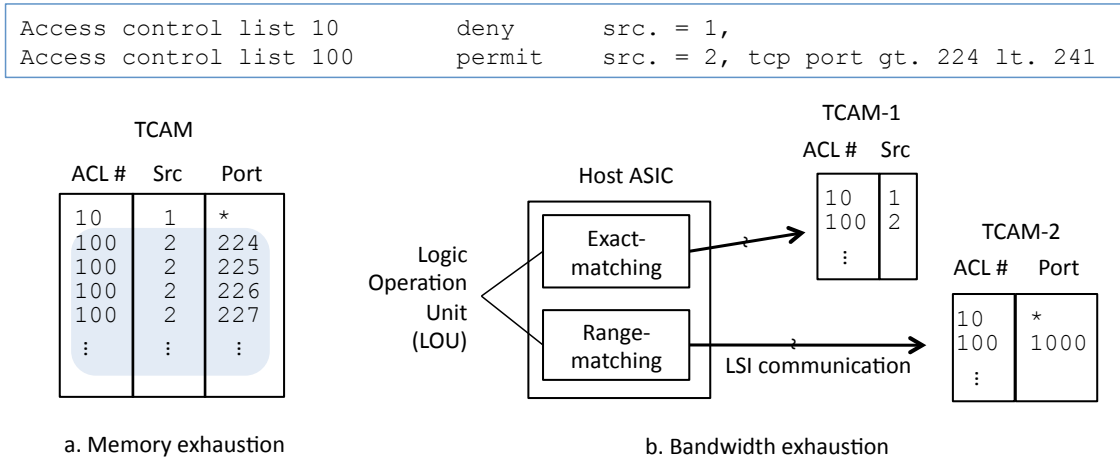 Access control list 10 deny src. = 1,
Access control list 100 permit src. = 2, tcp port gt. 224 lt. 241
TCAM
ACL # Src Port
10 1 *
100 2 224
100 2 225
100 2 226
100 2 227
⋮ ⋮ ⋮
a. Memory exhaustion
Host ASIC
Logic
Operation
Unit
(LOU)
Exact-
matching
Range-
matching
LSI communication
TCAM-1
ACL # Src
10 1
100 2
⋮
TCAM-2
ACL # Port
10 *
100 1000
⋮
b. Bandwidth exhaustion